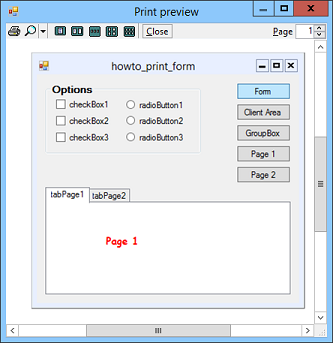 Print preview
Close
Page 1
howto_print_form
Options
checkBox1 radioButton1
checkBox2 radioButton2
checkBox3 radioButton3
Form
Client Area
GroupBox
Page 1
Page 2
tabPage1 tabPage2
Page 1